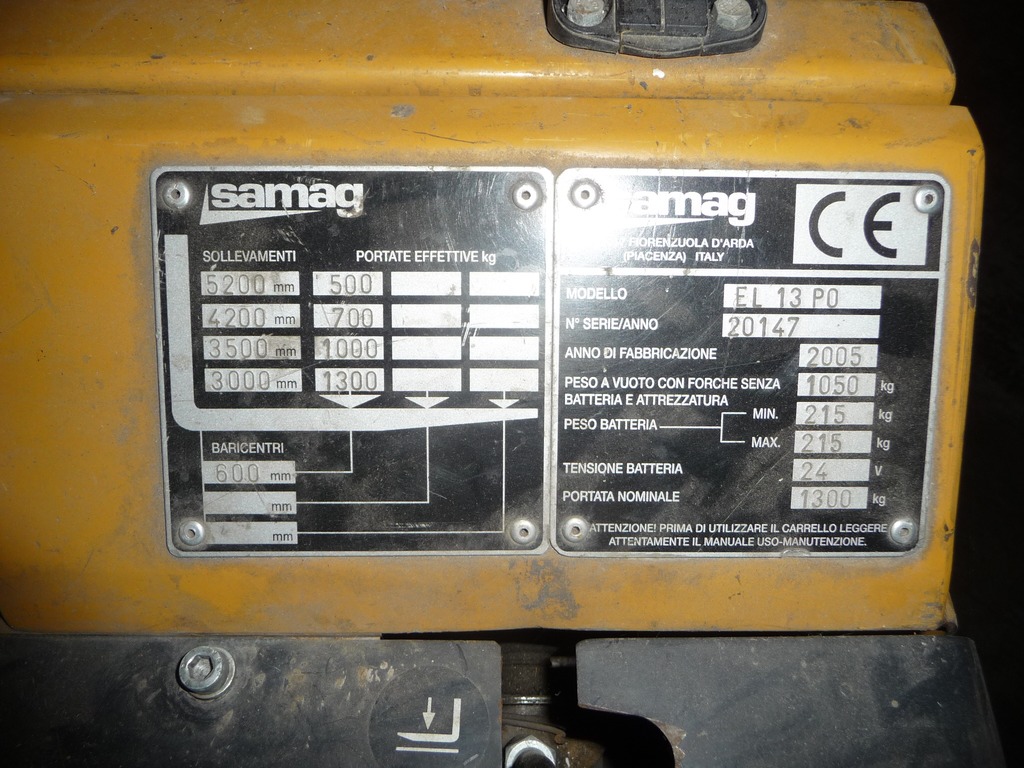 samag
SOLLEVAMENTI PORTATE EFFETTIVE kg
5200 mm 500
4200 mm 700
3500 mm 1000
3000 mm 1300
BARICENTRI
600 mm
mm
mm
samag CE
FIORENZUOLA D'ARDA
(PIACENZA) ITALY
MODELLO EL 13 PO
N° SERIE/ANNO 20147
ANNO DI FABBRICAZIONE 2005
PESO A VUOTO CON FORCHE SENZA
BATTERIA E ATTREZZATURA 1050 kg
PESO BATTERIA MIN. 215 kg
MAX. 215 kg
TENSIONE BATTERIA 24 V
PORTATA NOMINALE 1300 kg
ATTENZIONE! PRIMA DI UTILIZZARE IL CARRELLO LEGGERE
ATTENTAMENTE IL MANUALE USO-MANUTENZIONE.